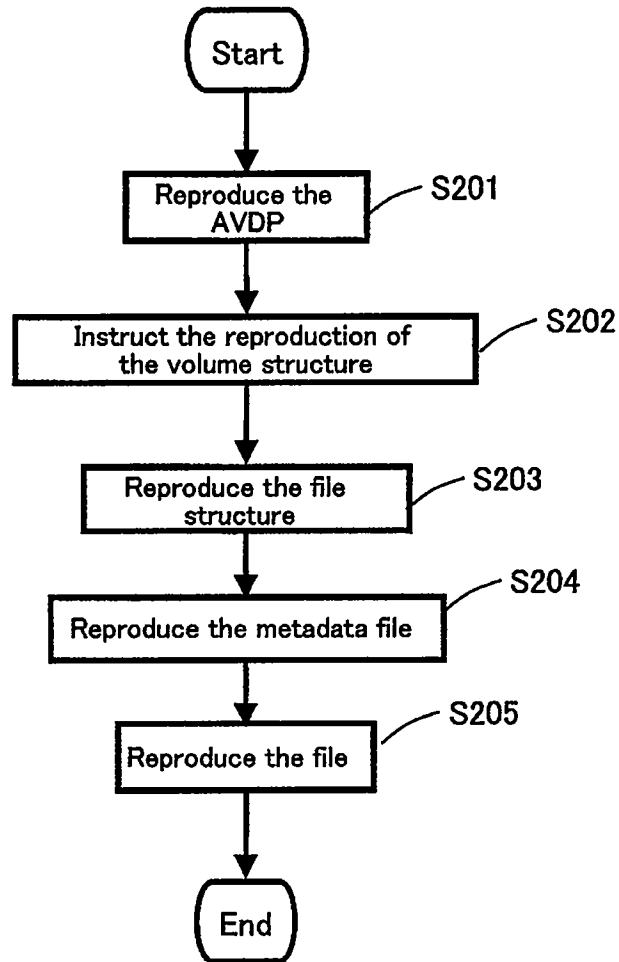 Start
Reproduce the
AVDP
S201
Instruct the reproduction of
the volume structure
S202
Reproduce the file
structure
S203
Reproduce the metadata file
S204
Reproduce the file
S205
End